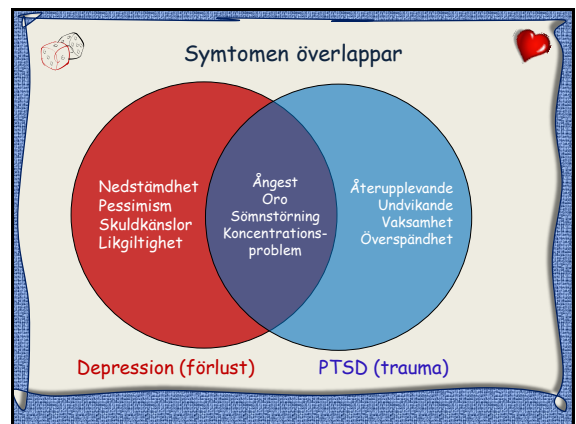 Symtomen överlappar
Nedstämdhet
Pessimism
Skuldkänslor
Likgiltighet
Ångest
Oro
Sömnstörning
Koncentrations-
problem
Återupplevande
Undvikande
Vaksamhet
Överspändhet
Depression (förlust)
PTSD (trauma)